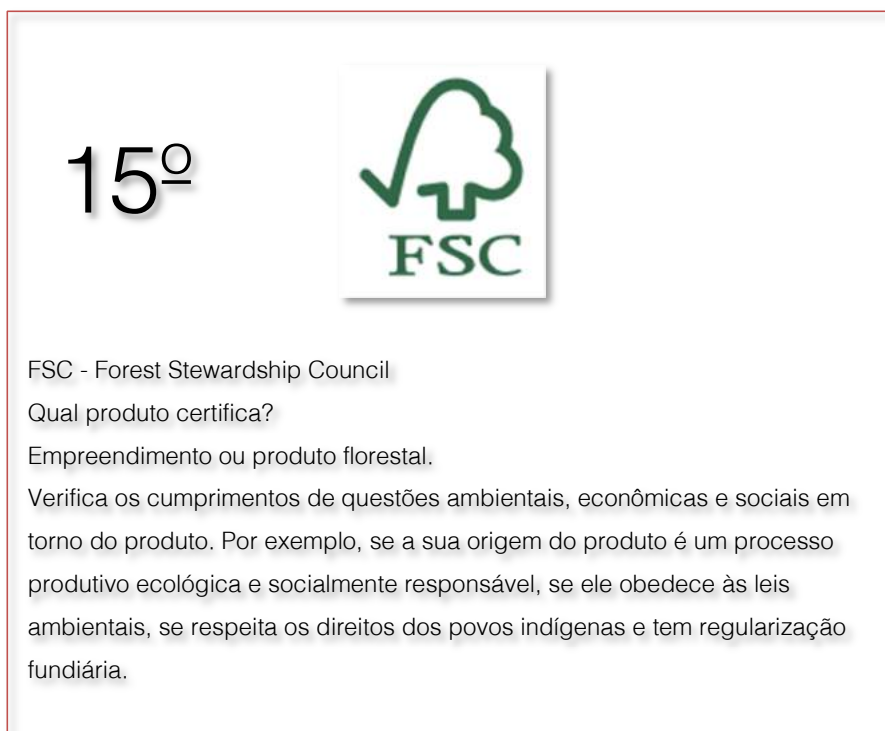 15º
FSC
FSC - Forest Stewardship Council
Qual produto certifica?
Empreendimento ou produto florestal.
Verifica os cumprimentos de questões ambientais, econômicas e sociais em
torno do produto. Por exemplo, se a sua origem do produto é um processo
produtivo ecológica e socialmente responsável, se ele obedece às leis
ambientais, se respeita os direitos dos povos indígenas e tem regularização
fundiária.